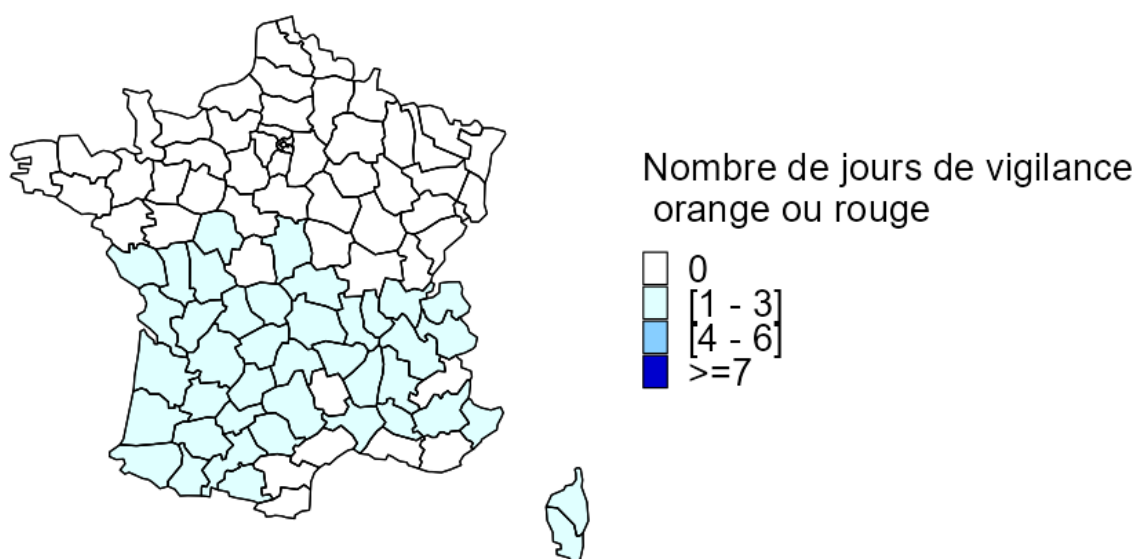 Nombre de jours de vigilance
orange ou rouge
0
[1 - 3]
[4 - 6]
>=7